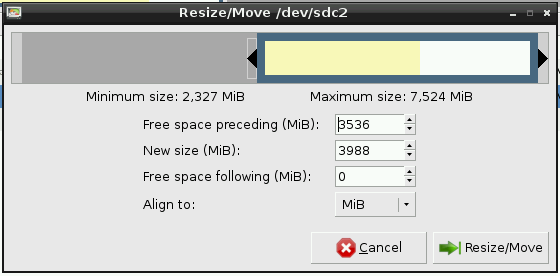 Resize/Move /dev/sdc2
Minimum size: 2,327 MiB Maximum size: 7,524 MiB
Free space preceding (MiB): 3536
New size (MiB): 3988
Free space following (MiB): 0
Align to: MiB
Cancel Resize/Move